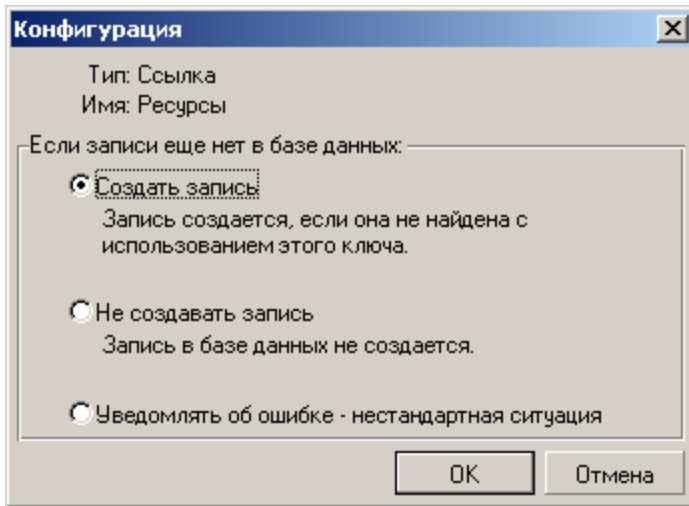 Конфигурация
Тип: Ссылка
Имя: Ресурсы
Если записи еще нет в базе данных:
Создать запись
Запись создается, если она не найдена с
использованием этого ключа.
Не создавать запись
Запись в базе данных не создается.
Уведомлять об ошибке - нестандартная ситуация
OK
Отмена